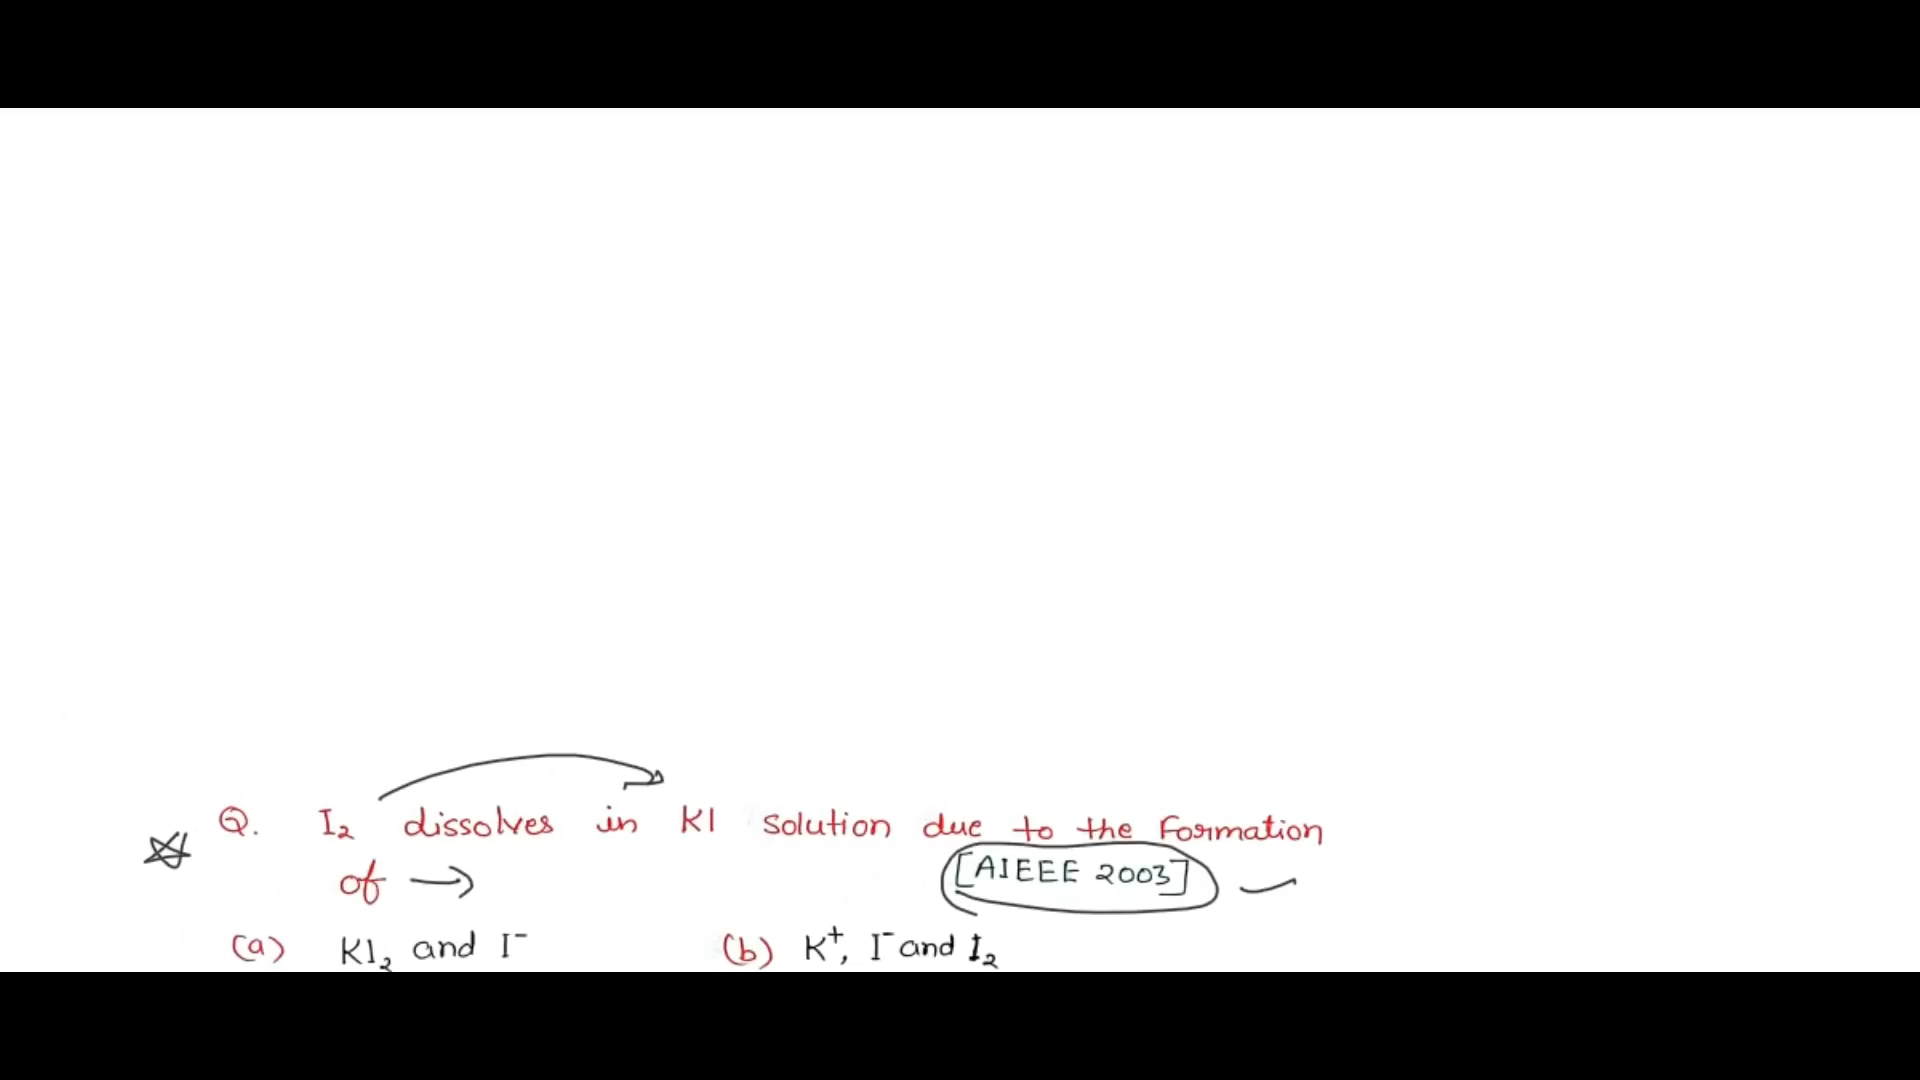 Q. I₂ dissolves in KI solution due to the Formation
of → [AIEEE 2003]
(a) KI₂ and I⁻ (b) K⁺, I⁻ and I₂